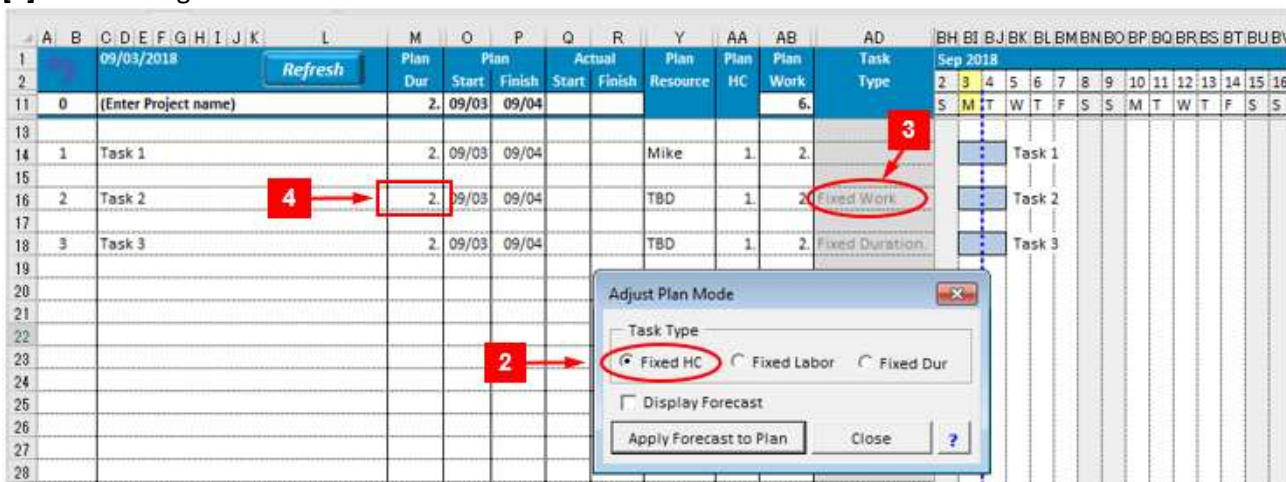 A B C D E F G H I J K L M O P Q R Y AA AB AD BH BI BJ BK BL BM BN BO BP BQ BR BS BT BU BV
1 09/03/2018 Refresh Plan Plan Actual Plan Plan Plan Task Sep 2018
2 Dur Start Finish Start Finish Resource HC Work Type 2 3 4 5 6 7 8 9 10 11 12 13 14 15 16
11 0 (Enter Project name) 2. 09/03 09/04 6. S M T W T F S S M T W T F S S
13 3
14 1 Task 1 2. 09/03 09/04 Mike 1. 2. Task 1
15
16 2 Task 2 4 2. 09/03 09/04 TBD 1. 2 Fixed Work Task 2
17
18 3 Task 3 2. 09/03 09/04 TBD 1. 2. Fixed Duration. Task 3
19
20
21
22
23
24
25
26
27
28
Adjust Plan Mode
Task Type
2 Fixed HC Fixed Labor Fixed Dur
Display Forecast
Apply Forecast to Plan Close ?